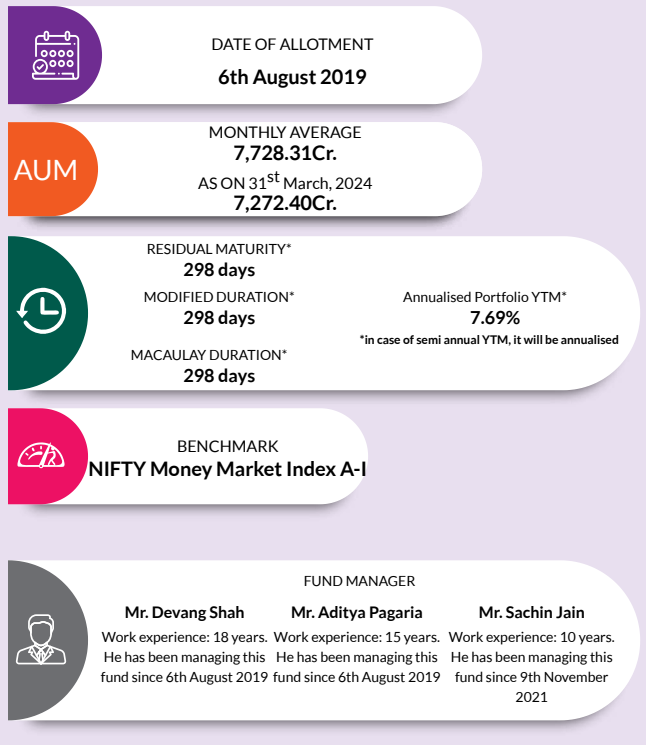 DATE OF ALLOTMENT
6th August 2019
AUM
MONTHLY AVERAGE
7,728.31Cr.
AS ON 31st March, 2024
7,272.40Cr.
RESIDUAL MATURITY*
298 days
MODIFIED DURATION*
298 days
MACAULAY DURATION*
298 days
Annualised Portfolio YTM*
7.69%
*in case of semi annual YTM, it will be annualised
BENCHMARK
NIFTY Money Market Index A-I
FUND MANAGER
Mr. Devang Shah
Work experience: 18 years.
He has been managing this
fund since 6th August 2019
Mr. Aditya Pagaria
Work experience: 15 years.
He has been managing this
fund since 6th August 2019
Mr. Sachin Jain
Work experience: 10 years.
He has been managing this
fund since 9th November
2021